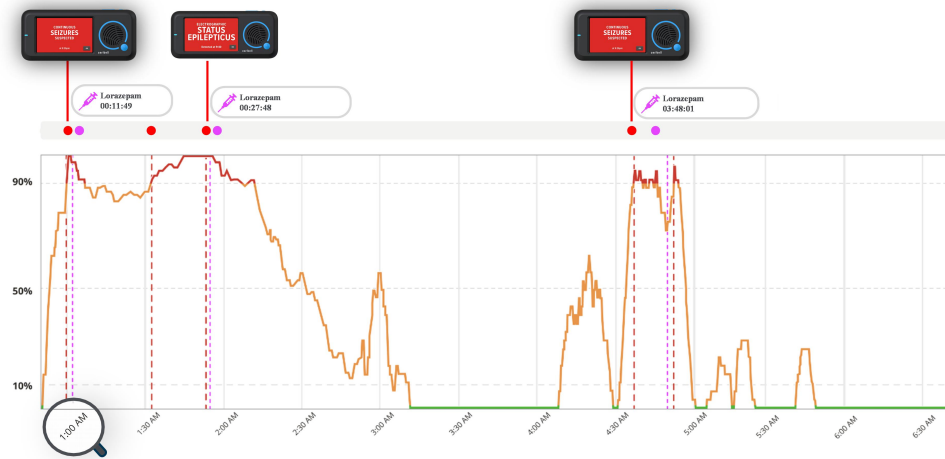 CONTINUOUS
SEIZURES
SUSPECTED
ELECTROGRAPHIC
STATUS
EPILEPTICUS
CONTINUOUS
SEIZURES
SUSPECTED
Lorazepam
00:11:49
Lorazepam
00:27:48
Lorazepam
03:48:01
90%
50%
10%
1:00 AM
1:30 AM
2:00 AM
2:30 AM
3:00 AM
3:30 AM
4:00 AM
4:30 AM
5:00 AM
5:30 AM
6:00 AM
6:30 AM